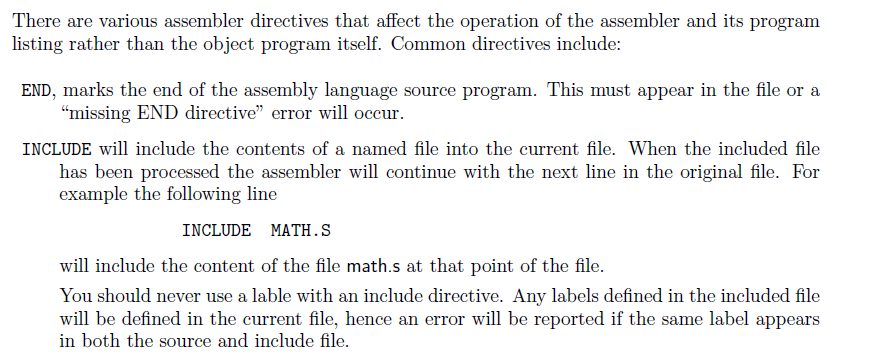 There are various assembler directives that affect the operation of the assembler and its program
listing rather than the object program itself. Common directives include:
END, marks the end of the assembly language source program. This must appear in the file or a
“missing END directive” error will occur.
INCLUDE will include the contents of a named file into the current file. When the included file
has been processed the assembler will continue with the next line in the original file. For
example the following line
INCLUDE MATH.S
will include the content of the file math.s at that point of the file.
You should never use a lable with an include directive. Any labels defined in the included file
will be defined in the current file, hence an error will be reported if the same label appears
in both the source and include file.